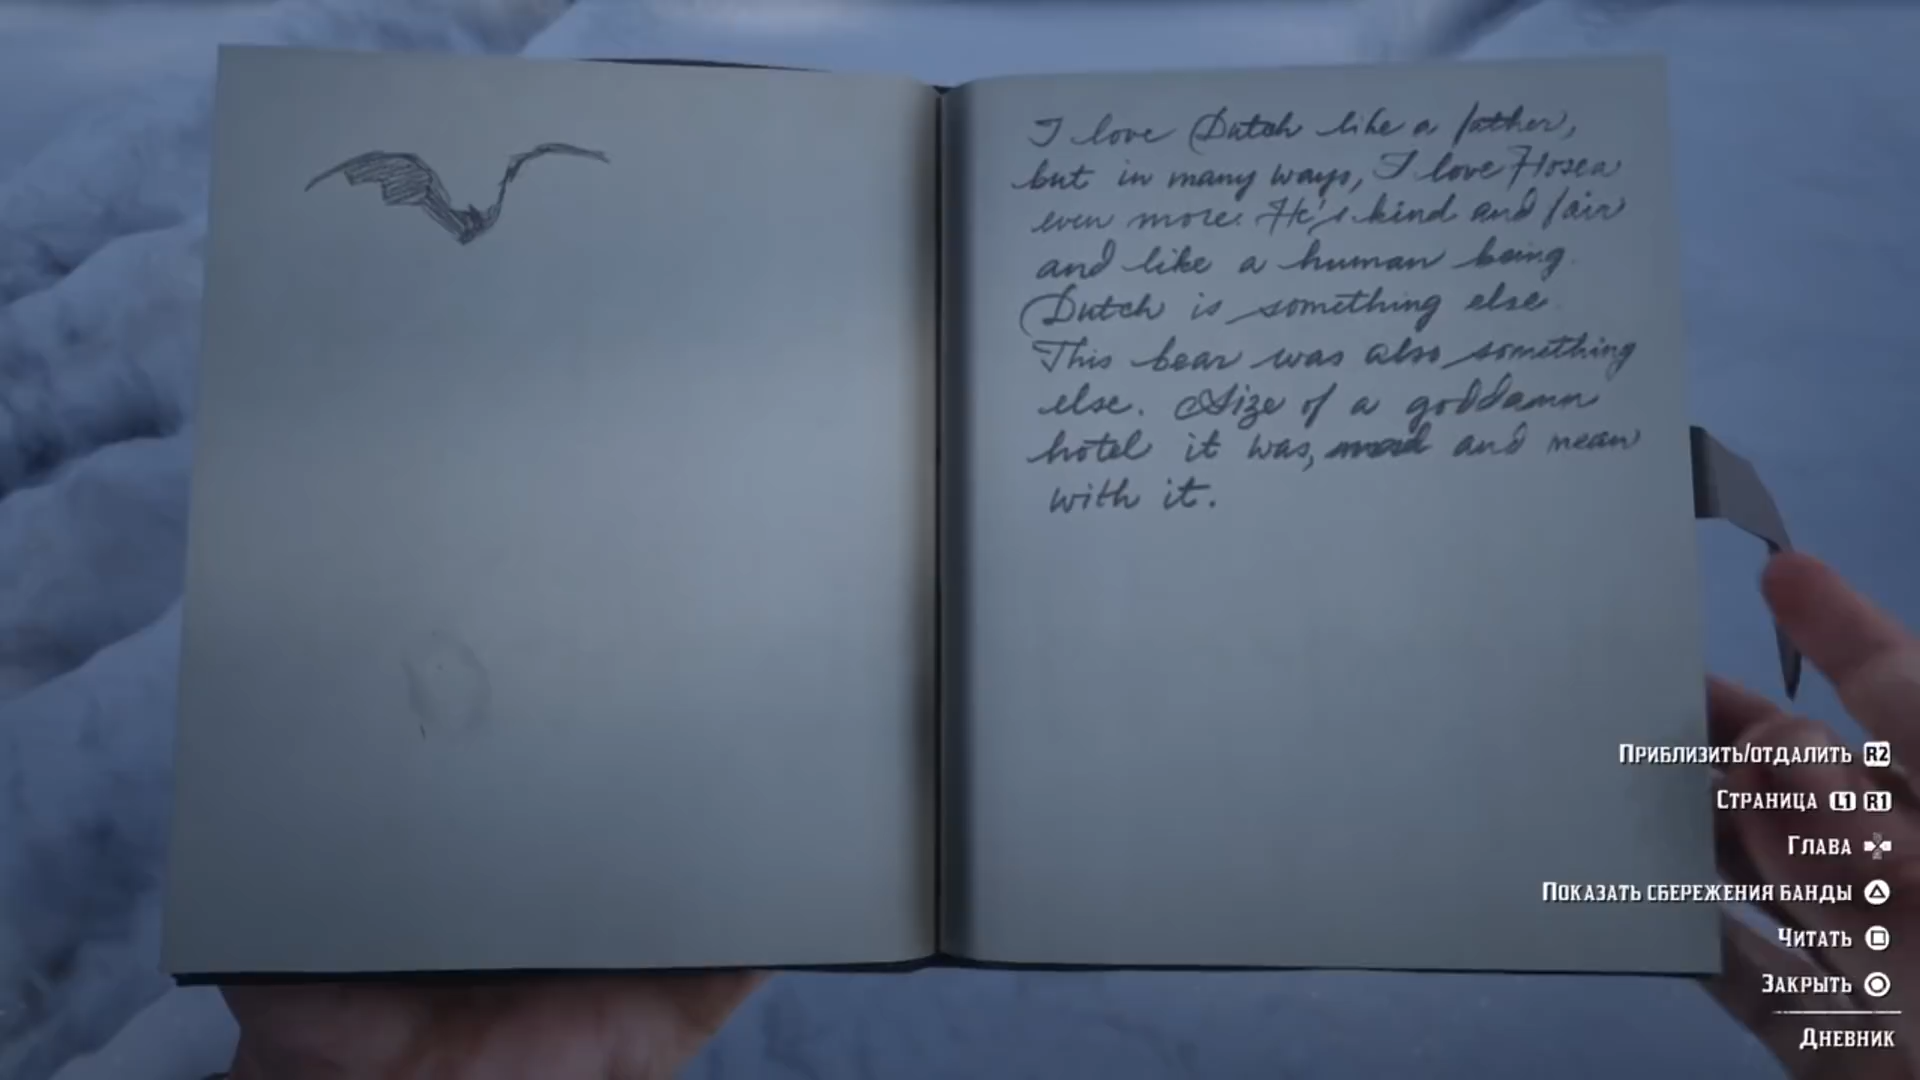 I love Dutch like a father,
but in many ways, I love Hosea
even more. He's kind and fair
and like a human being.
Dutch is something else.
This bear was also something
else. Size of a goddamn
hotel it was, and mean
with it.
Приблизить/отдалить R2
Страница L1 R1
Глава
Показать сбережения банды
Читать
Закрыть
Дневник